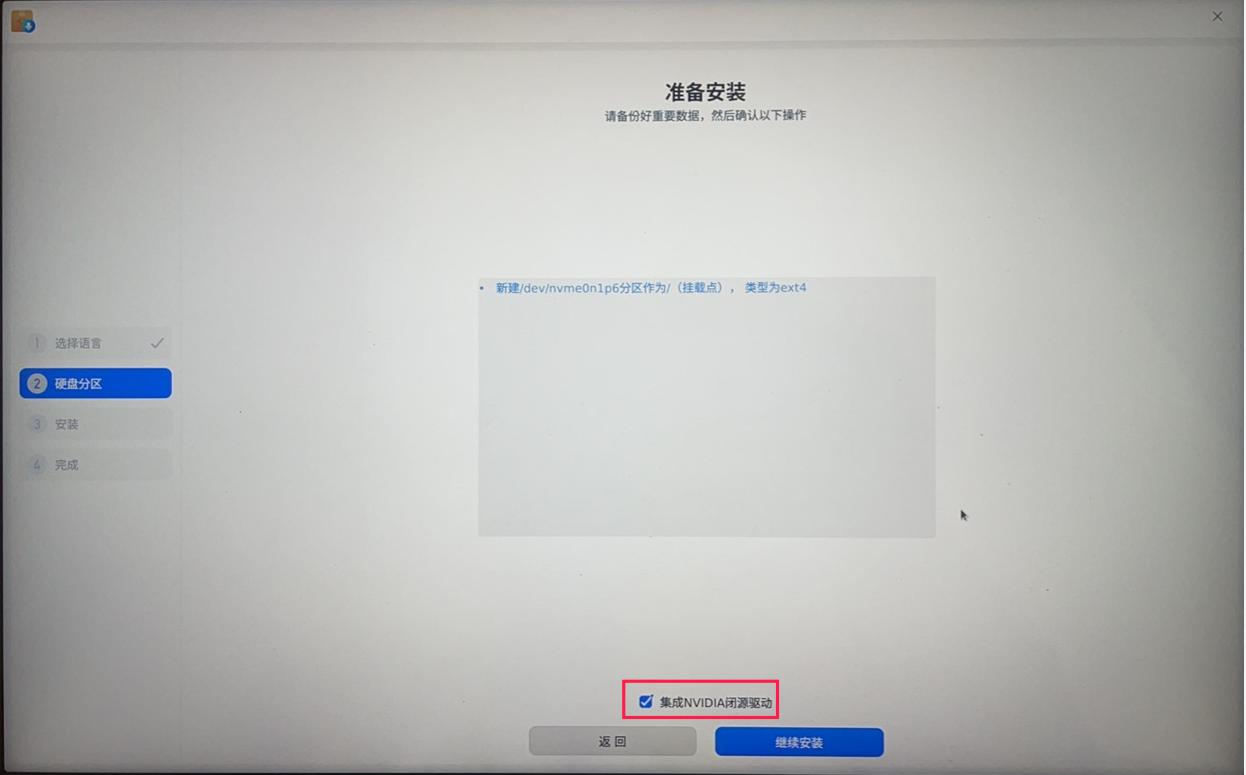 准备安装
请备份好重要数据，然后确认以下操作
• 新建/dev/nvme0n1p6分区作为/（挂载点）， 类型为ext4
1 选择语言
2 硬盘分区
3 安装
4 完成
集成NVIDIA闭源驱动
返 回
继续安装